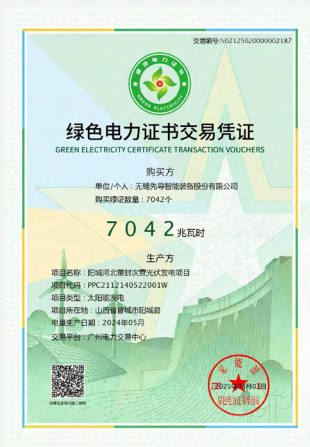 交易编号:N02125020000002187
绿色电力证书
GREEN ELECTRICITY
绿色电力证书交易凭证
GREEN ELECTRICITY CERTIFICATE TRANSACTION VOUCHERS
购买方
单位/个人：无锡先导智能装备股份有限公司
购买绿证数量：7042个
7042兆瓦时
生产方
项目名称：阳城河北董封次营光伏发电项目
项目代码：PPC2112140522001W
项目类型：太阳能发电
项目所在地：山西省晋城市阳城县
电量生产日期：2024年05月
交易平台：广州电力交易中心